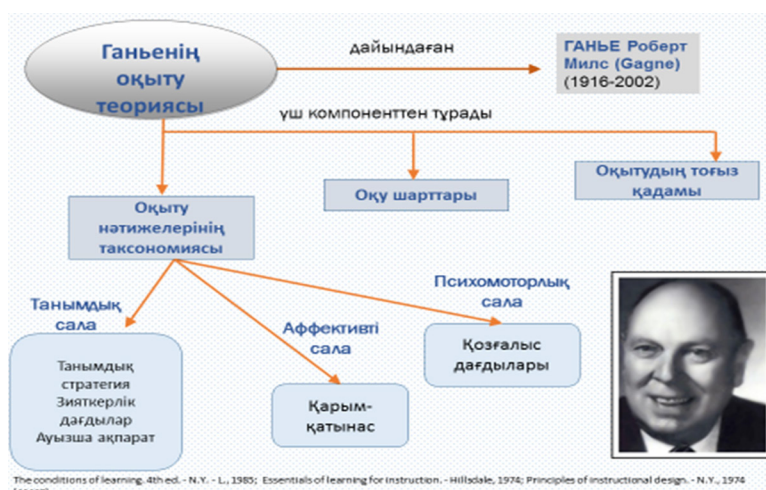 Ганьенің
оқыту
теориясы
дайындаған
ГАНЬЕ Роберт
Милс (Gagne)
(1916-2002)
үш компоненттен тұрады
Оқыту
нәтижелерінің
таксономиясы
Оқу шарттары
Оқытудың тоғыз
қадамы
Танымдық
сала
Аффективті
сала
Психомоторлық
сала
Танымдық
стратегия
Зияткерлік
дағдылар
Ауызша ақпарат
Қарым-
қатынас
Қозғалыс
дағдылары
The conditions of learning. 4th ed. - N.Y. - L., 1985; Essentials of learning for instruction. - Hillsdale, 1974; Principles of instructional design. - N.Y., 1974